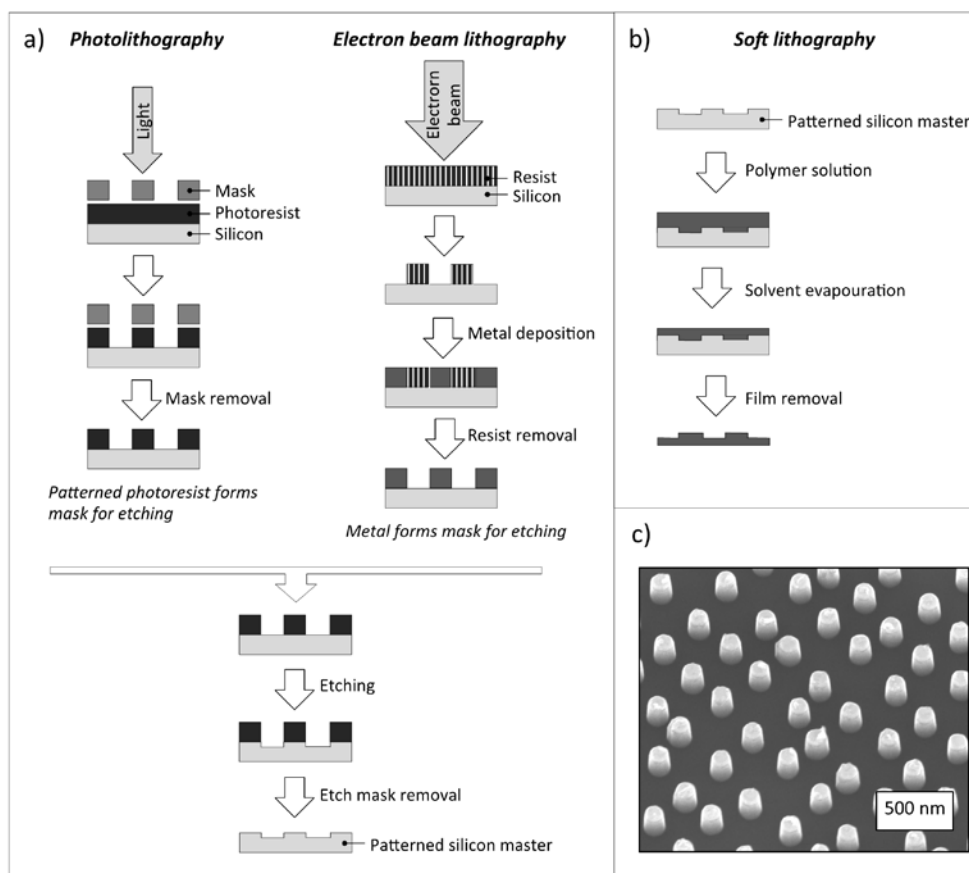 a)
Photolithography
Light
Mask
Photoresist
Silicon
Mask removal
Patterned photoresist forms
mask for etching
Electron beam lithography
Electrorn
beam
Resist
Silicon
Metal deposition
Resist removal
Metal forms mask for etching
Etching
Etch mask removal
Patterned silicon master
b)
Soft lithography
Patterned silicon master
Polymer solution
Solvent evapouration
Film removal
c)
500 nm